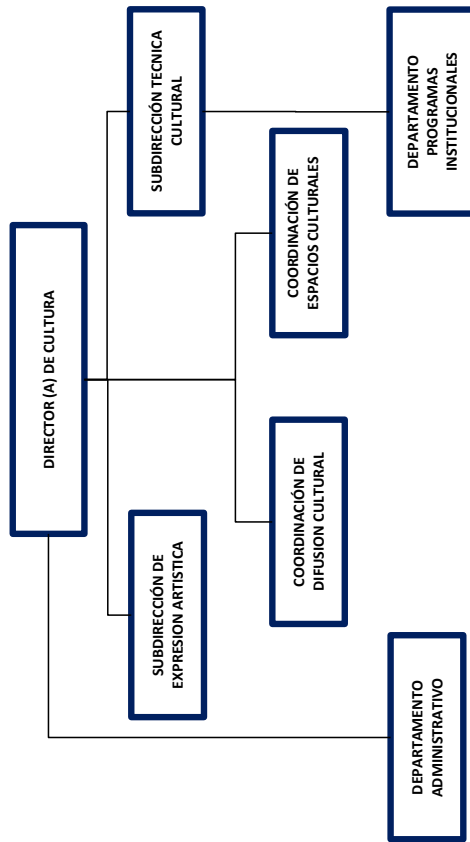 DIRECTOR (A) DE CULTURA
SUBDIRECCIÓN DE
EXPRESION ARTISTICA
SUBDIRECCIÓN TECNICA
CULTURAL
COORDINACIÓN DE
DIFUSION CULTURAL
COORDINACIÓN DE
ESPACIOS CULTURALES
DEPARTAMENTO
ADMINISTRATIVO
DEPARTAMENTO
PROGRAMAS
INSTITUCIONALES